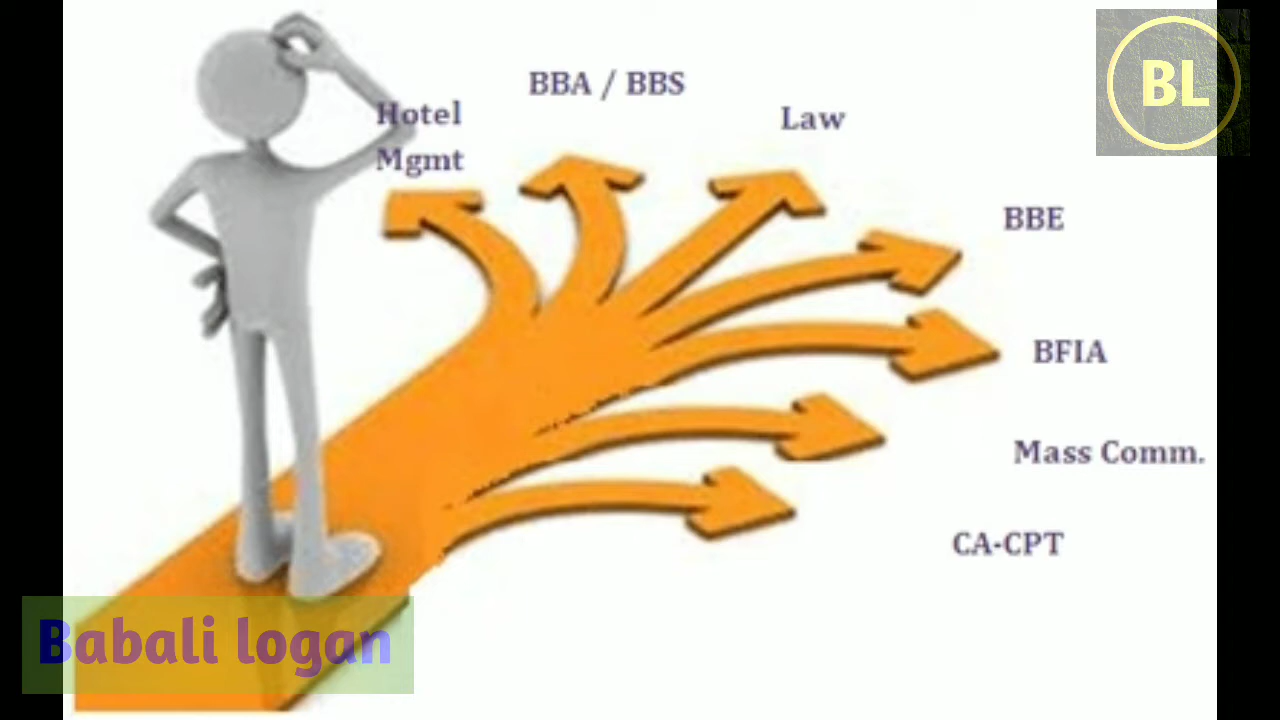 BL
BBA / BBS
Hotel
Mgmt
Law
BBE
BFIA
Mass Comm.
CA-CPT
Babali logan